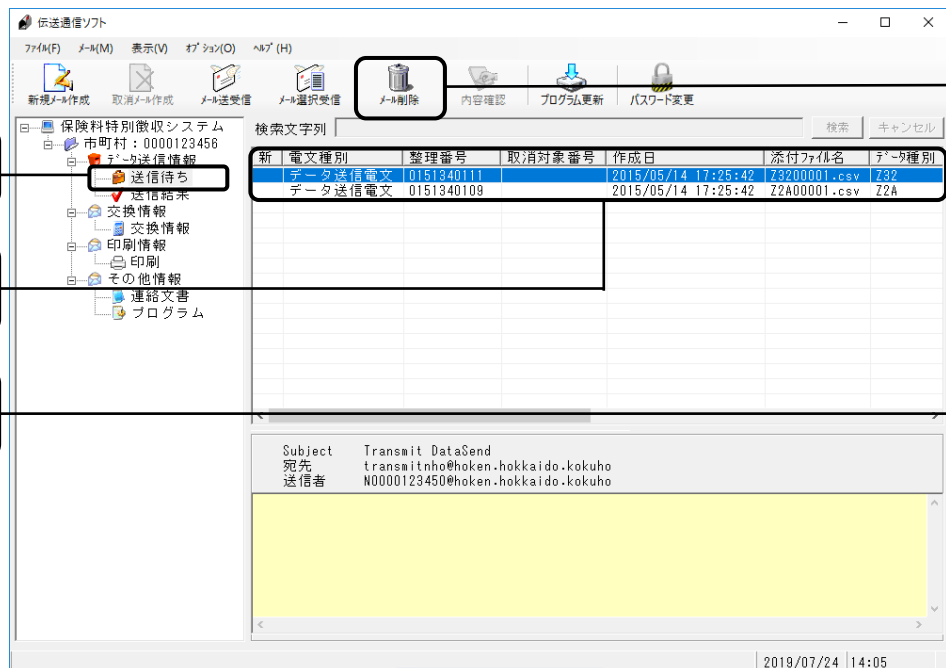 伝送通信ソフト
ファイル(F) メール(M) 表示(V) オプション(O) ヘルプ(H)
新規メール作成 取消メール作成 メール送受信 メール選択受信 メール削除 内容確認 プログラム更新 パスワード変更
保険料特別徴収システム
市町村：0000123456
データ送信情報
送信待ち
送信結果
交換情報
交換情報
印刷情報
印刷
その他情報
連絡文書
プログラム
検索文字列 検索 キャンセル
新 電文種別 整理番号 取消対象番号 作成日 添付ファイル名 データ種別
データ送信電文 0151340111 2015/05/14 17:25:42 Z3200001.csv Z32
データ送信電文 0151340109 2015/05/14 17:25:42 Z2A00001.csv Z2A
Subject Transmit DataSend
宛先 transmitnho@hoken.hokkaido.kokuho
送信者 N0000123450@hoken.hokkaido.kokuho
2019/07/24 14:05